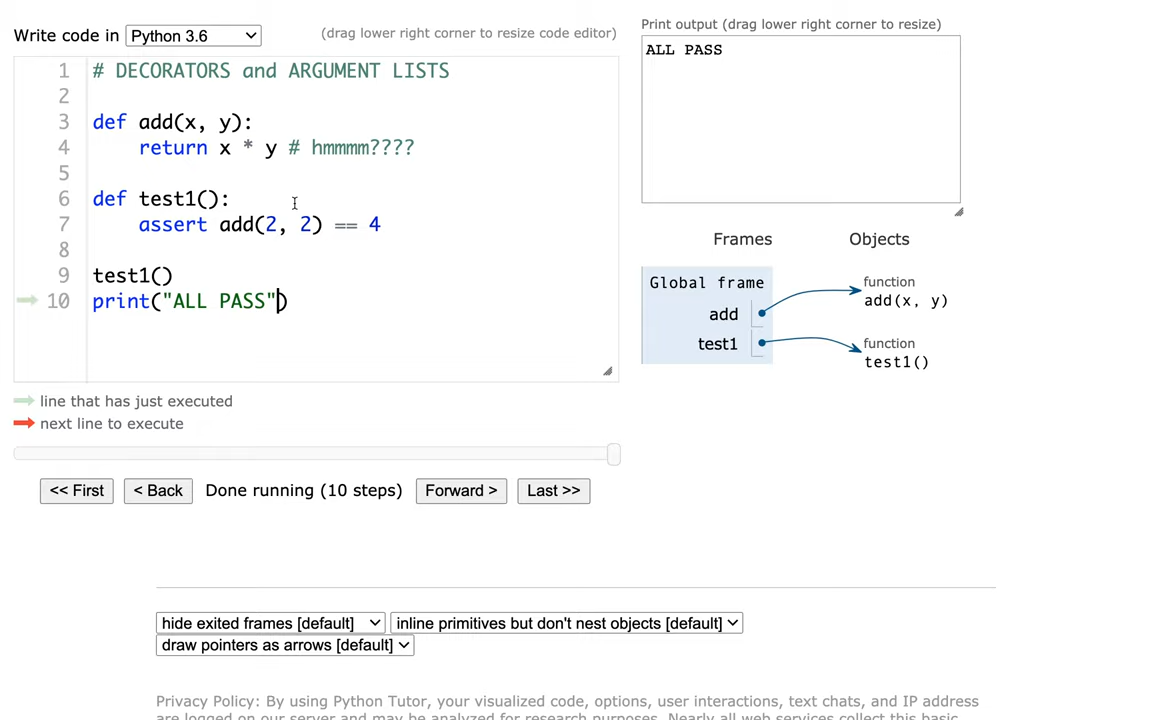 Write code in Python 3.6
(drag lower right corner to resize code editor)
1 # DECORATORS and ARGUMENT LISTS
2
3 def add(x, y):
4 return x * y # hmmmm????
5
6 def test1():
7 assert add(2, 2) == 4
8
9 test1()
10 print("ALL PASS")
line that has just executed
next line to execute
<< First < Back Done running (10 steps) Forward > Last >>
Print output (drag lower right corner to resize)
ALL PASS
Frames Objects
Global frame
add
test1
function
add(x, y)
function
test1()
hide exited frames [default] inline primitives but don't nest objects [default]
draw pointers as arrows [default]
Privacy Policy: By using Python Tutor, your visualized code, options, user interactions, text chats, and IP address
are logged on our server and may be analyzed for research purposes. Nearly all web services collect this basic